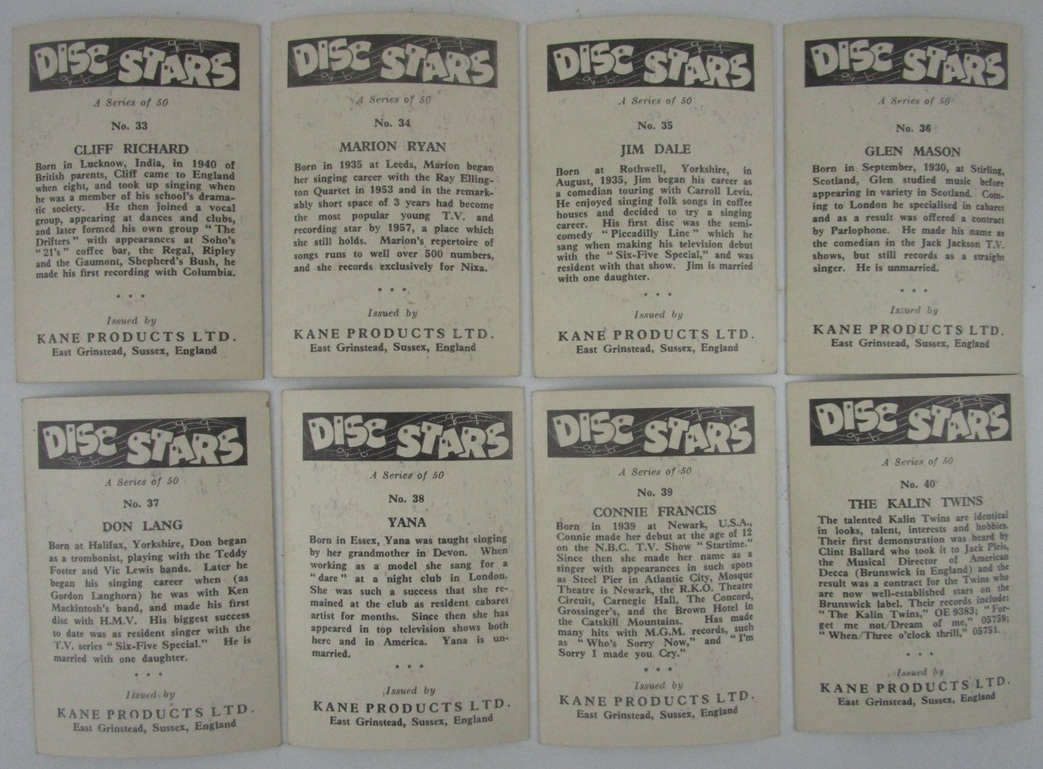 DISC STARS
A Series of 50
No. 33
CLIFF RICHARD
Born in Lucknow, India, in 1940 of
British parents, Cliff came to England
when eight, and took up singing when
he was a member of his school's drama-
tic society. He then joined a vocal
group, appearing at dances and clubs,
and later formed his own group "The
Drifters" with appearances at Soho's
"21's" coffee bar, the Regal, Ripley
and the Gaumont, Shepherd's Bush, he
made his first recording with Columbia.
* * *
Issued by
KANE PRODUCTS LTD.
East Grinstead, Sussex, England
DISC STARS
A Series of 50
No. 34
MARION RYAN
Born in 1935 at Leeds, Marion began
her singing career with the Ray Elling-
ton Quartet in 1953 and in the remark-
ably short space of 3 years had become
the most popular young T.V. and
recording star by 1957, a place which
she still holds. Marion's repertoire of
songs runs to well over 500 numbers,
and she records exclusively for Nixa.
* * *
Issued by
KANE PRODUCTS LTD.
East Grinstead, Sussex, England
DISC STARS
A Series of 50
No. 35
JIM DALE
Born at Rothwell, Yorkshire, in
August, 1935, Jim began his career as
a comedian touring with Carroll Levis.
He enjoyed singing folk songs in coffee
houses and decided to try a singing
career. His first disc was the semi-
comedy "Picadilly Line" which he
sang when making his television debut
with the "Six-Five Special," and was
resident with that show. Jim is married
with one daughter.
* * *
Issued by
KANE PRODUCTS LTD.
East Grinstead, Sussex, England
DISC STARS
A Series of 50
No. 36
GLEN MASON
Born in September, 1930, at Stirling,
Scotland, Glen studied music before
appearing in variety in Scotland. Com-
ing to London he specialised in cabaret
and as a result was offered a contract
by Parlophone. He made his name as
the comedian in the Jack Jackson T.V.
shows, but still records as a straight
singer. He is unmarried.
* * *
Issued by
KANE PRODUCTS LTD.
East Grinstead, Sussex, England
DISC STARS
A Series of 50
No. 37
DON LANG
Born at Halifax, Yorkshire, Don began
as a trombonist, playing with the Teddy
Foster and Vic Lewis bands. Later he
began his singing career when (as
Gordon Langhorn) he was with Ken
Mackintosh's band, and made his first
disc with H.M.V. His biggest success
to date was as resident singer with the
T.V. series "Six-Five Special." He is
married with one daughter.
* * *
Issued by
KANE PRODUCTS LTD.
East Grinstead, Sussex, England
DISC STARS
A Series of 50
No. 38
YANA
Born in Essex, Yana was taught singing
by her grandmother in Devon. When
working as a model she sang for a
"dare" at a night club in London.
She was such a success that she re-
mained at the club as resident cabaret
artist for months. Since then she has
appeared in top television shows both
here and in America. Yana is un-
married.
* * *
Issued by
KANE PRODUCTS LTD.
East Grinstead, Sussex, England
DISC STARS
A Series of 50
No. 39
CONNIE FRANCIS
Born in 1939 at Newark, U.S.A.,
Connie made her debut at the age of 12
on the N.B.C. T.V. Show "Startime."
Since then she made her name as a
singer with appearances in such spots
as Steel Pier in Atlantic City, Mosque
Theatre is Newark, the R.K.O. Theatre
Circuit, Carnegie Hall, The Concord,
Grossinger's, and the Brown Hotel in
the Catskill Mountains. Has made
many hits with M.G.M. records, such
as "Who's Sorry Now," and "I'm
Sorry I made you Cry."
* * *
Issued by
KANE PRODUCTS LTD.
East Grinstead, Sussex, England
DISC STARS
A Series of 50
No. 40
THE KALIN TWINS
The talented Kalin Twins are identical
in looks, talent, interests and hobbies.
Their first demonstration was heard by
Clint Ballard who took it to Jack Pleis,
the Musical Director of American
Decca (Brunswick in England) and the
result was a contract for the Twins who
are now well-established stars on the
Brunswick label. Their records include:
"The Kalin Twins," OE 9383; "For-
get me not/Dream of me," 05759;
"When/Three o'clock thrill," 05751.
* * *
Issued by
KANE PRODUCTS LTD.
East Grinstead, Sussex, England